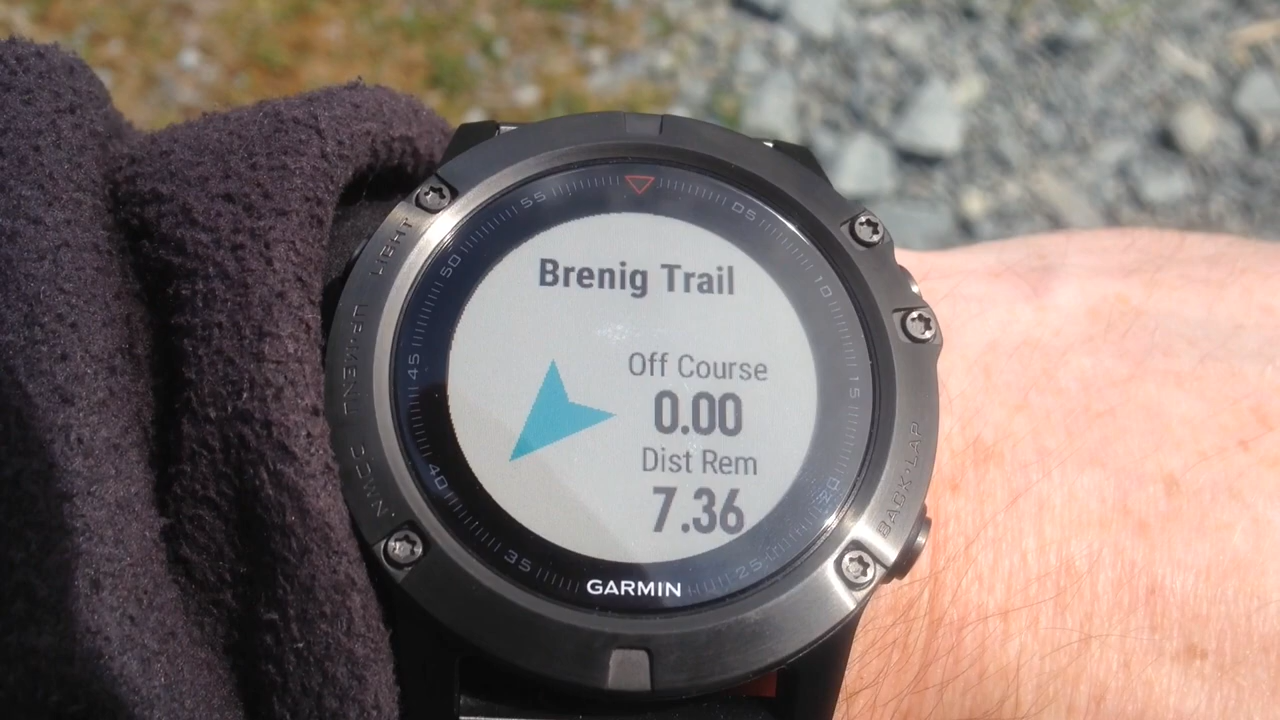 Brenig Trail
Off Course
0.00
Dist Rem
7.36
GARMIN
55
05
10
15
20
25
35
40
45
50
LIGHT
UP·MENU
DOWN
BACK·LAP